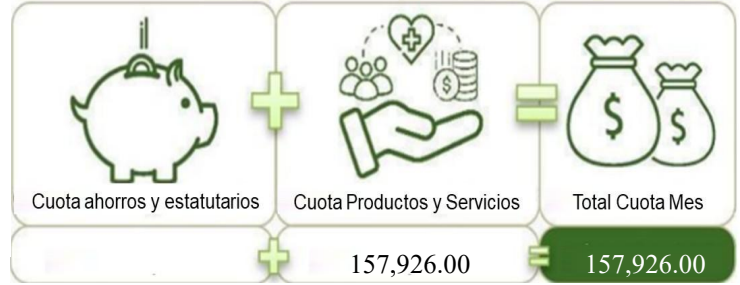 Cuota ahorros y estatutarios
Cuota Productos y Servicios
Total Cuota Mes
157,926.00
157,926.00